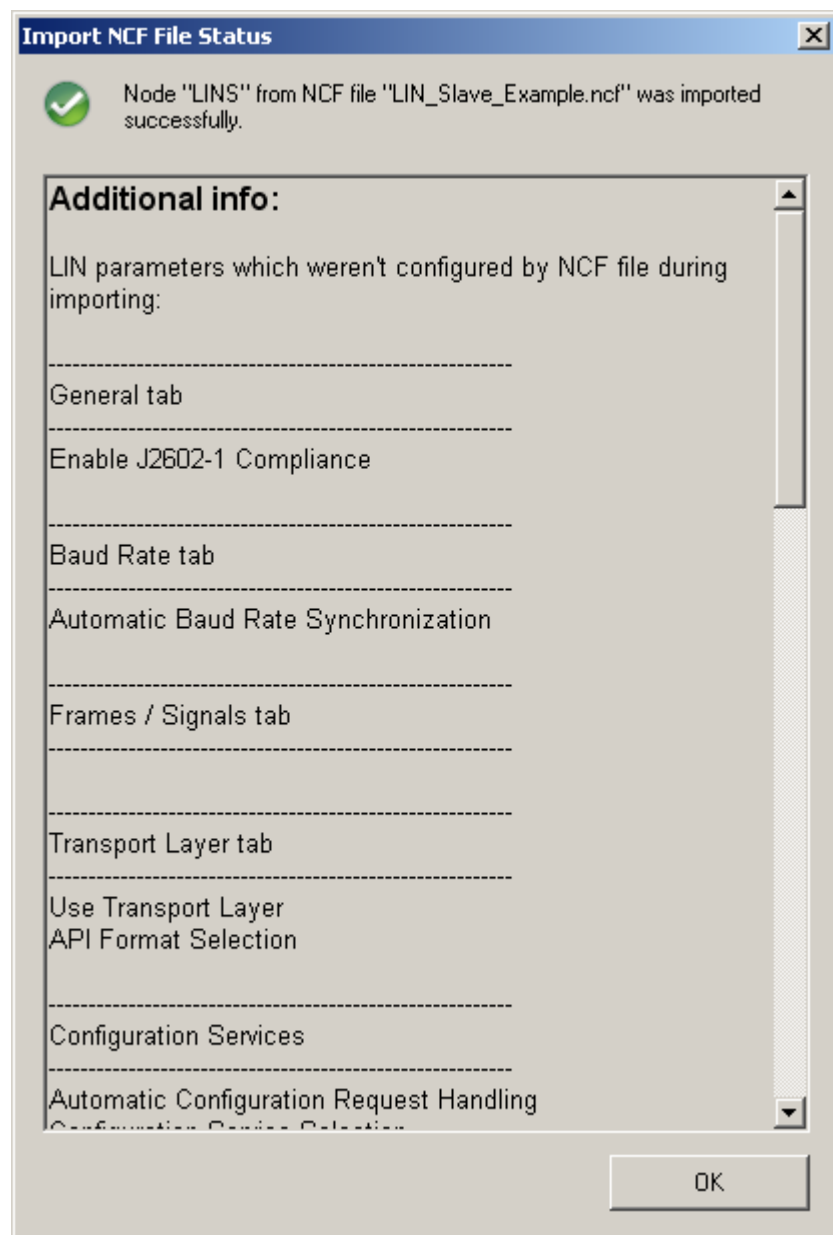 Import NCF File Status
Node "LINS" from NCF file "LIN_Slave_Example.ncf" was imported
successfully.
Additional info:
LIN parameters which weren't configured by NCF file during
importing:
----------------------------------------------------------
General tab
----------------------------------------------------------
Enable J2602-1 Compliance
----------------------------------------------------------
Baud Rate tab
----------------------------------------------------------
Automatic Baud Rate Synchronization
----------------------------------------------------------
Frames / Signals tab
----------------------------------------------------------
----------------------------------------------------------
Transport Layer tab
----------------------------------------------------------
Use Transport Layer
API Format Selection
----------------------------------------------------------
Configuration Services
----------------------------------------------------------
Automatic Configuration Request Handling
Configuration Service Selection
OK